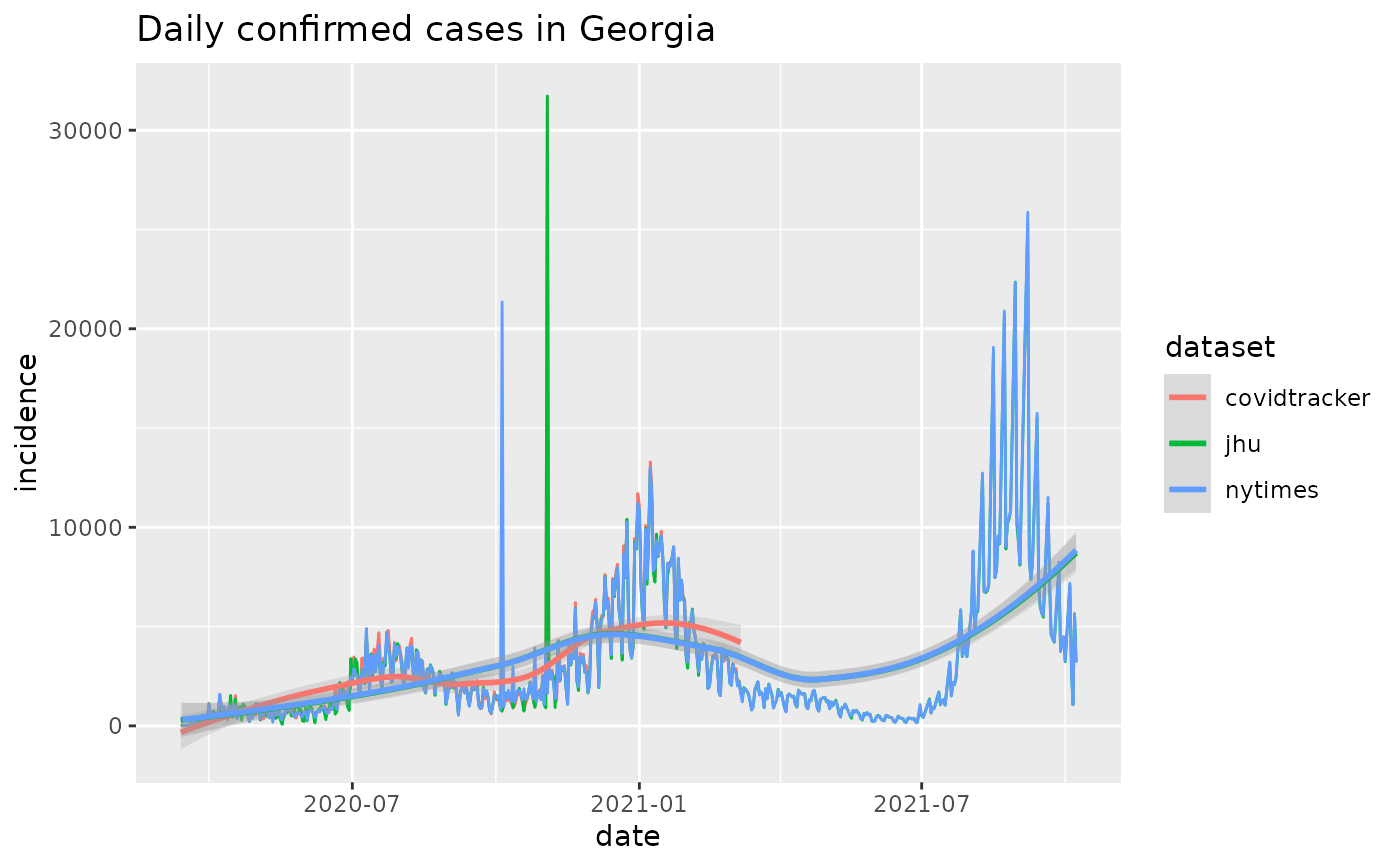 Daily confirmed cases in Georgia
30000
20000
10000
0
incidence
2020-07
2021-01
2021-07
date
dataset
covidtracker
jhu
nytimes